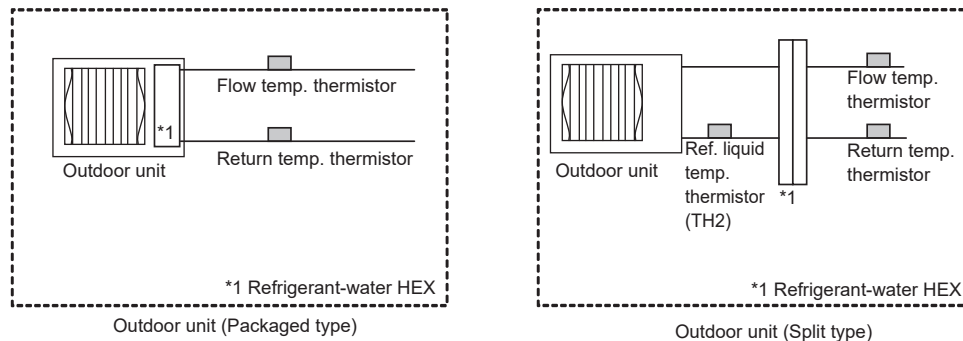 Flow temp. thermistor
*1
Return temp. thermistor
Outdoor unit
*1 Refrigerant-water HEX
Outdoor unit (Packaged type)
Flow temp.
thermistor
Outdoor unit
Ref. liquid
temp.
thermistor
(TH2)
Return temp.
thermistor
*1
*1 Refrigerant-water HEX
Outdoor unit (Split type)